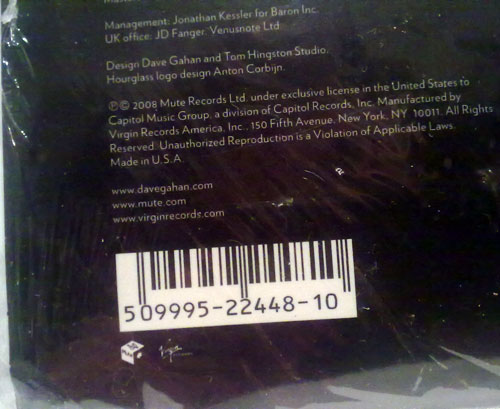 Management: Jonathan Kessler for Baron Inc.
UK office: JD Fanger. Venusnote Ltd.
Design Dave Gahan and Tom Hingston Studio.
Hourglass logo design Anton Corbijn.
℗© 2008 Mute Records Ltd. under exclusive license in the United States to
Capitol Music Group, a division of Capitol Records, Inc. Manufactured by
Virgin Records America, Inc., 150 Fifth Avenue, New York, NY 10011. All Rights
Reserved. Unauthorized Reproduction is a Violation of Applicable Laws.
Made in U.S.A.
www.davegahan.com
www.mute.com
www.virginrecords.com
509995-22448-10
Virgin